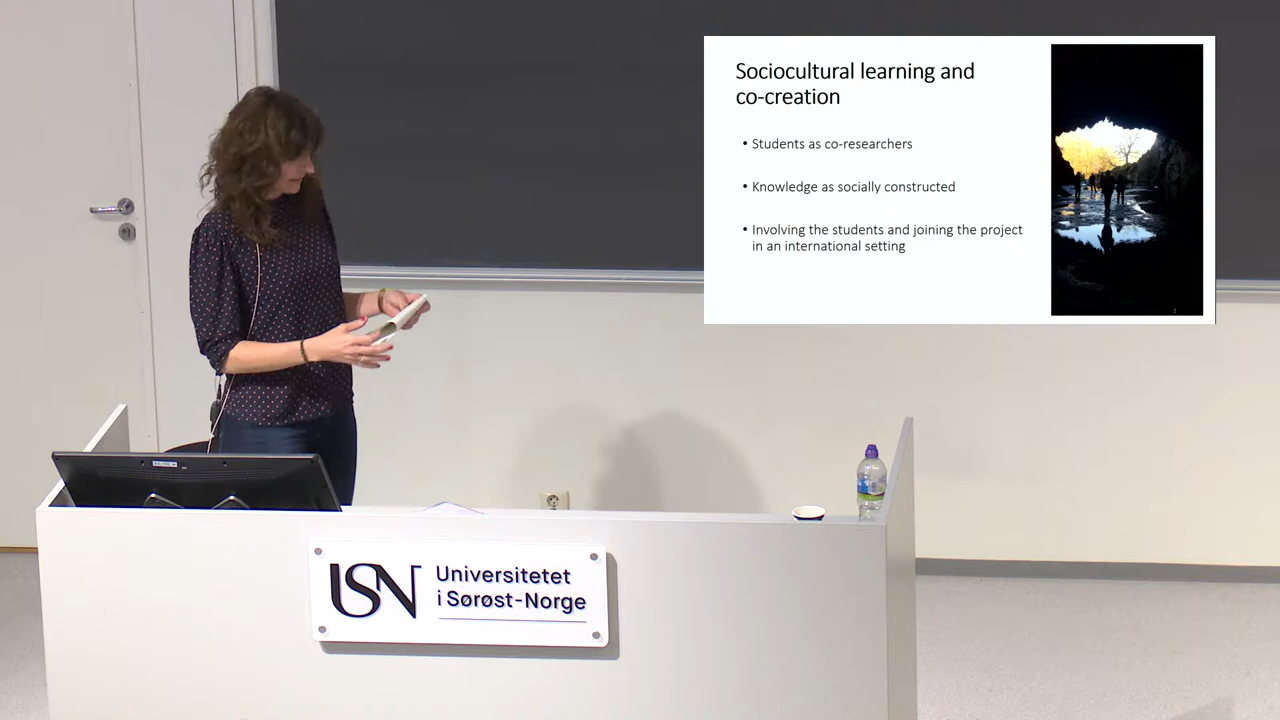 Sociocultural learning and
co-creation
• Students as co-researchers
• Knowledge as socially constructed
• Involving the students and joining the project
in an international setting
2
USN
Universitetet
i Sørøst-Norge